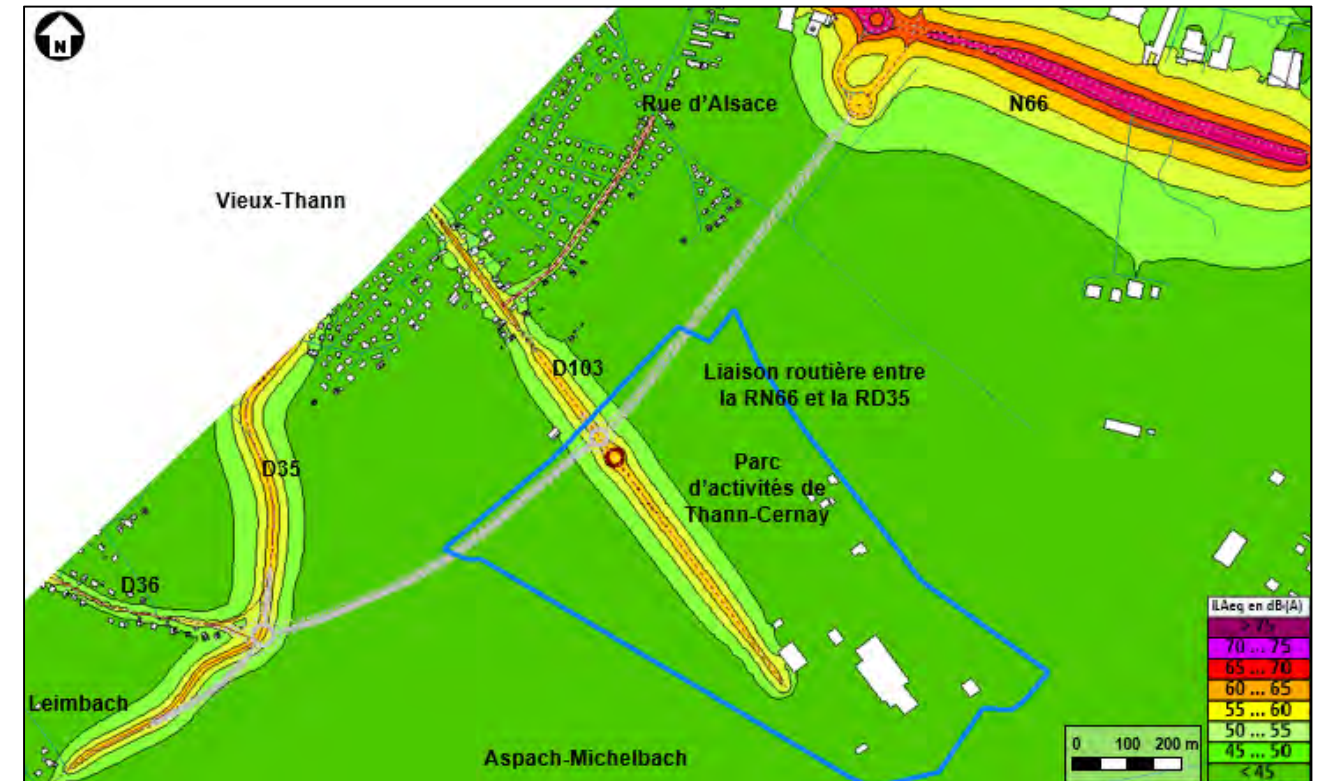 N
Rue d'Alsace
N66
Vieux-Thann
D103
Liaison routière entre
la RN66 et la RD35
D35
Parc
d'activités de
Thann-Cernay
D36
Leimbach
Aspach-Michelbach
0 100 200 m
LAeq en dB(A)
> 75
70 ... 75
65 ... 70
60 ... 65
55 ... 60
50 ... 55
45 ... 50
< 45